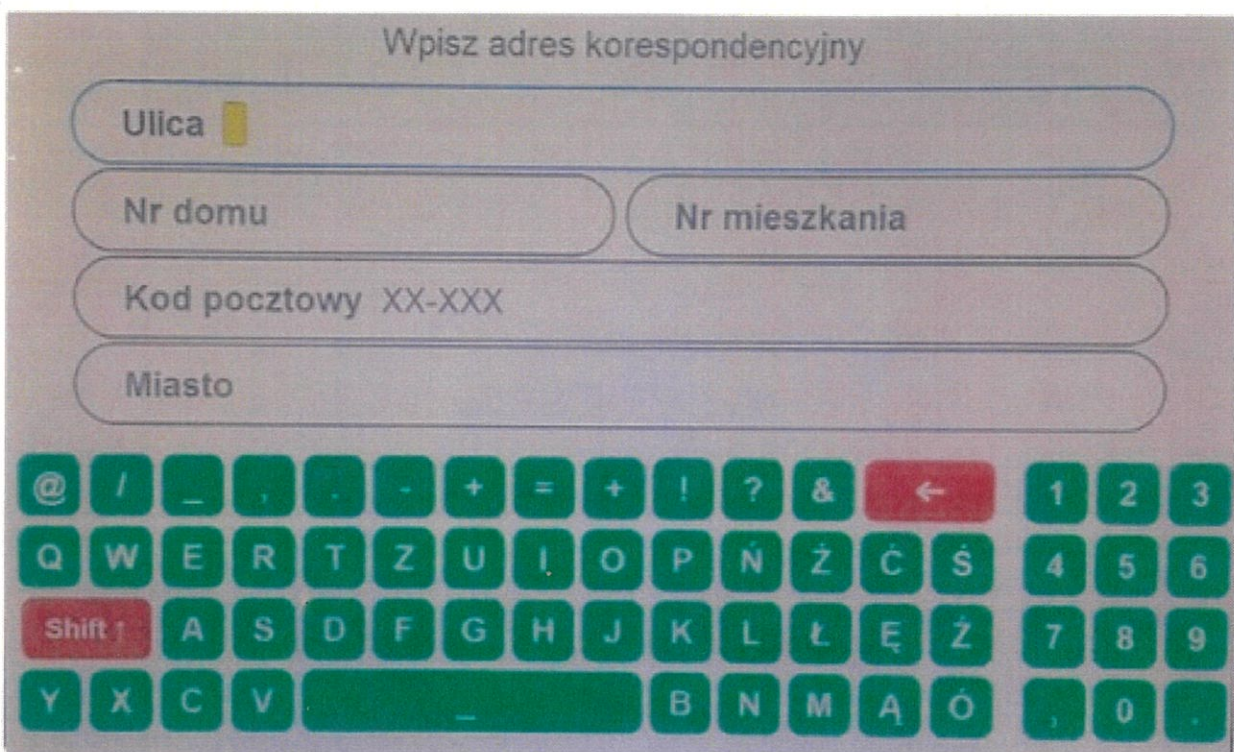 Wpisz adres korespondencyjny
Ulica
Nr domu Nr mieszkania
Kod pocztowy XX-XXX
Miasto
@ / _ , . - + = + ! ? & ← 1 2 3
Q W E R T Z U I O P Ń Ż Ć Ś 4 5 6
Shift ↑ A S D F G H J K L Ł Ę Ź 7 8 9
Y X C V _ B N M Ą Ó , 0 .